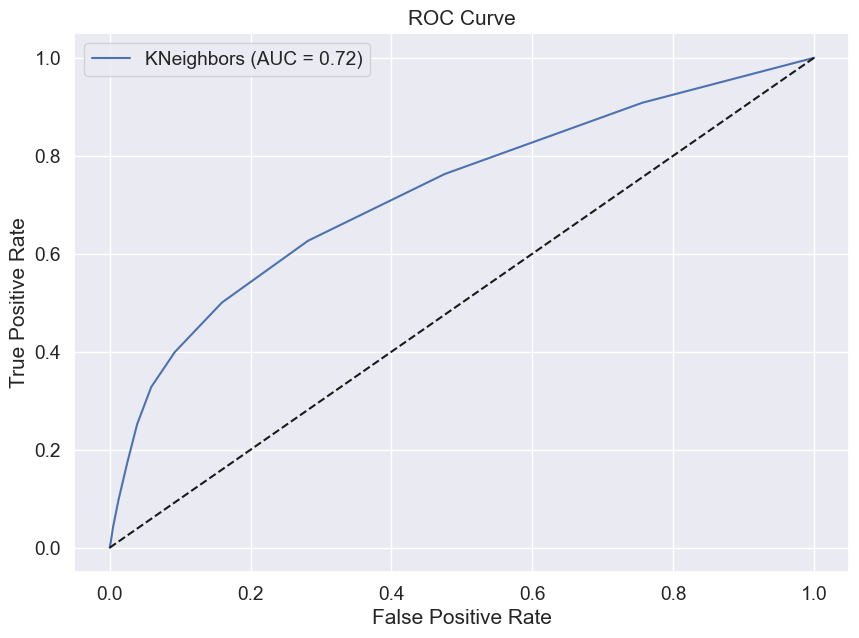 ROC Curve
KNeighbors (AUC = 0.72)
True Positive Rate
1.0
0.8
0.6
0.4
0.2
0.0
0.0 0.2 0.4 0.6 0.8 1.0
False Positive Rate